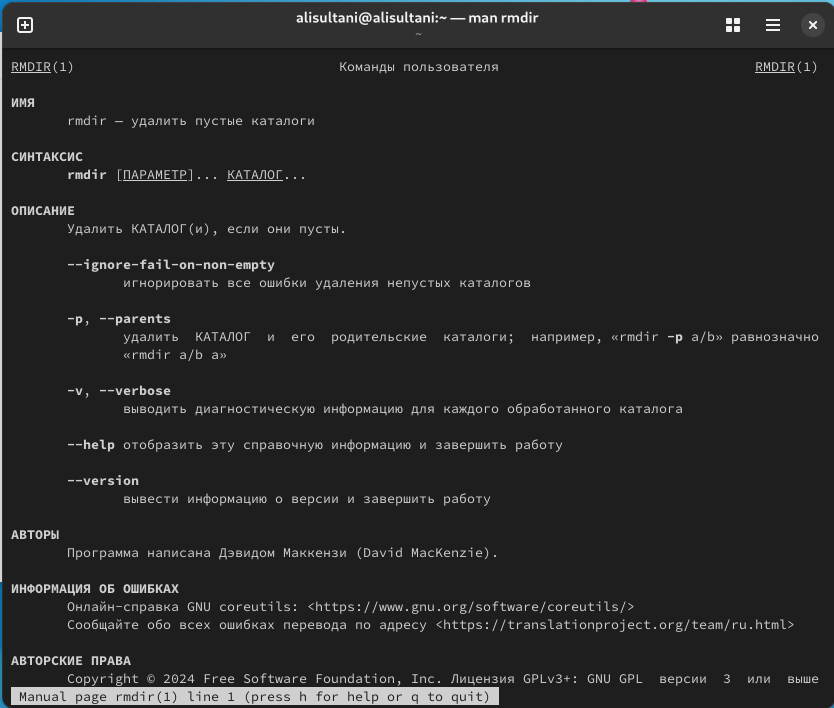 alisultani@alisultani:~ — man rmdir
~
RMDIR(1) Команды пользователя RMDIR(1)
ИМЯ
rmdir — удалить пустые каталоги
СИНТАКСИС
rmdir [ПАРАМЕТР]... КАТАЛОГ...
ОПИСАНИЕ
Удалить КАТАЛОГ(и), если они пусты.
--ignore-fail-on-non-empty
игнорировать все ошибки удаления непустых каталогов
-p, --parents
удалить КАТАЛОГ и его родительские каталоги; например, «rmdir -p a/b» равнозначно
«rmdir a/b a»
-v, --verbose
выводить диагностическую информацию для каждого обработанного каталога
--help отобразить эту справочную информацию и завершить работу
--version
вывести информацию о версии и завершить работу
АВТОРЫ
Программа написана Дэвидом Маккензи (David MacKenzie).
ИНФОРМАЦИЯ ОБ ОШИБКАХ
Онлайн-справка GNU coreutils: <https://www.gnu.org/software/coreutils/>
Сообщайте обо всех ошибках перевода по адресу <https://translationproject.org/team/ru.html>
АВТОРСКИЕ ПРАВА
Copyright © 2024 Free Software Foundation, Inc. Лицензия GPLv3+: GNU GPL версии 3 или выше
Manual page rmdir(1) line 1 (press h for help or q to quit)